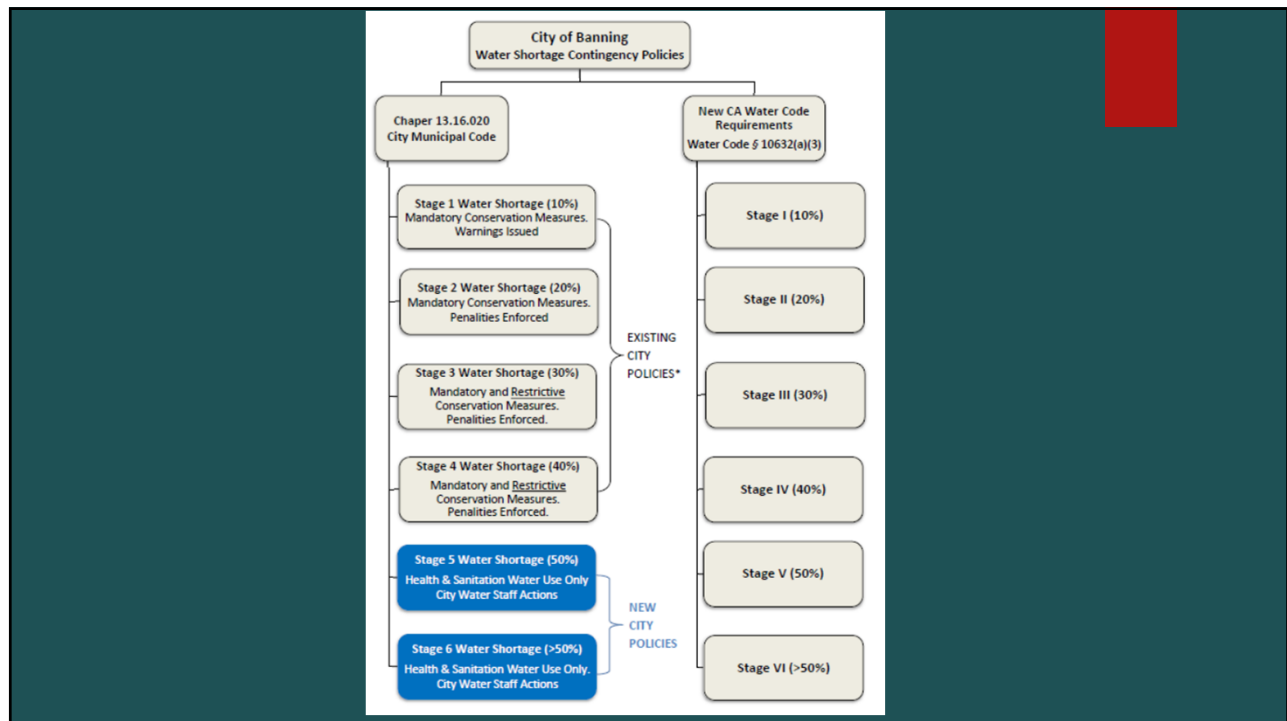 City of Banning
Water Shortage Contingency Policies
Chaper 13.16.020
City Municipal Code
Stage 1 Water Shortage (10%)
Mandatory Conservation Measures.
Warnings Issued
Stage 2 Water Shortage (20%)
Mandatory Conservation Measures.
Penalities Enforced
Stage 3 Water Shortage (30%)
Mandatory and Restrictive
Conservation Measures.
Penalities Enforced.
Stage 4 Water Shortage (40%)
Mandatory and Restrictive
Conservation Measures.
Penalities Enforced.
EXISTING
CITY
POLICIES*
Stage 5 Water Shortage (50%)
Health & Sanitation Water Use Only
City Water Staff Actions
Stage 6 Water Shortage (>50%)
Health & Sanitation Water Use Only.
City Water Staff Actions
NEW
CITY
POLICIES
New CA Water Code
Requirements
Water Code § 10632(a)(3)
Stage I (10%)
Stage II (20%)
Stage III (30%)
Stage IV (40%)
Stage V (50%)
Stage VI (>50%)